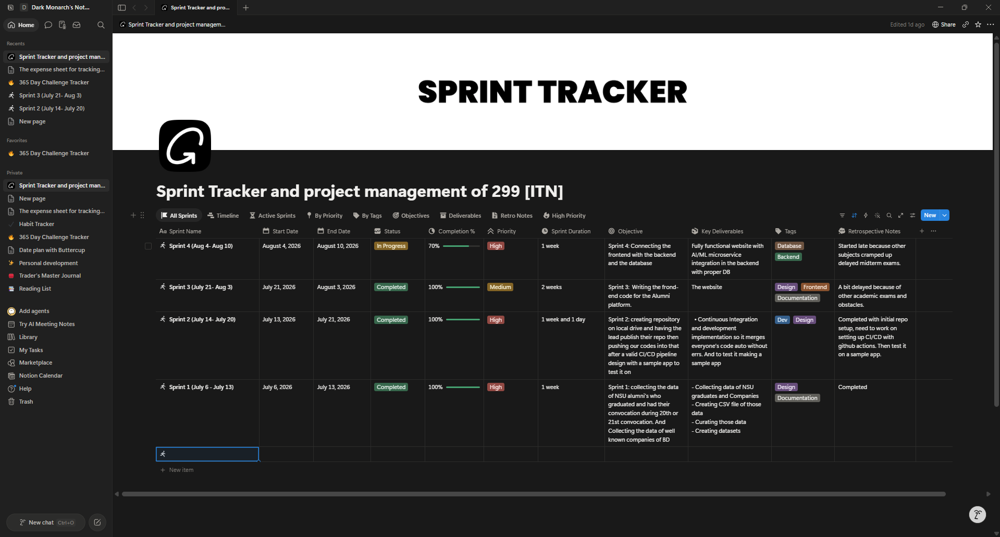 Dark Monarch's Not...
Sprint Tracker and pro...
Home
Sprint Tracker and project managem...
Edited 1d ago
Share
Recents
Sprint Tracker and project man...
The expense sheet for tracking...
365 Day Challenge Tracker
Sprint 3 (July 21- Aug 3)
Sprint 2 (July 14- July 20)
New page
Favorites
365 Day Challenge Tracker
Private
Sprint Tracker and project man...
New page
The expense sheet for tracking...
Habit Tracker
365 Day Challenge Tracker
Date plan with Buttercup
Personal development
Trader's Master Journal
Reading List
Add agents
Try AI Meeting Notes
Library
My Tasks
Marketplace
Notion Calendar
Help
Trash
New chat Ctrl+O
SPRINT TRACKER
Sprint Tracker and project management of 299 [ITN]
All Sprints Timeline Active Sprints By Priority By Tags Objectives Deliverables Retro Notes High Priority New
Aa Sprint Name Start Date End Date Status Completion % Priority Sprint Duration Objective Key Deliverables Tags Retrospective Notes
Sprint 4 (Aug 4- Aug 10)
August 4, 2026
August 10, 2026
In Progress
70%
High
1 week
Sprint 4: Connecting the
frontend with the backend
and the database
Fully functional website with
AI/ML microservice
integration in the backend
with proper DB
Database
Backend
Started late because other
subjects cramped up
delayed midterm exams.
Sprint 3 (July 21- Aug 3)
July 21, 2026
August 3, 2026
Completed
100%
Medium
2 weeks
Sprint 3: Writing the frond-
end code for the Alumni
platform.
The website
Design Frontend
Documentation
A bit delayed because of
other academic exams and
obstacles.
Sprint 2 (July 14- July 20)
July 13, 2026
July 21, 2026
Completed
100%
High
1 week and 1 day
Sprint 2: creating repository
on local drive and having the
lead publish their repo then
pushing our codes into that
after a valid CI/CD pipeline
design with a sample app to
test it on
• Continuous Integration
and development
implementation so it merges
everyone's code auto without
errs. And to test it making a
sample app
Dev Design
Completed with initial repo
setup, need to work on
setting up CI/CD with
github actions. Then test it
on a sample app.
Sprint 1 (July 6 - July 13)
July 6, 2026
July 13, 2026
Completed
100%
High
1 week
Sprint 1: collecting the data
of NSU alumni's who
graduated and had their
convocation during 20th or
21st convocation. And
Collecting the data of well
known companies of BD
- Collecting data of NSU
graduates and Companies
- Creating CSV file of those
data
- Curating those data
- Creating datasets
Design
Documentation
Completed
New item